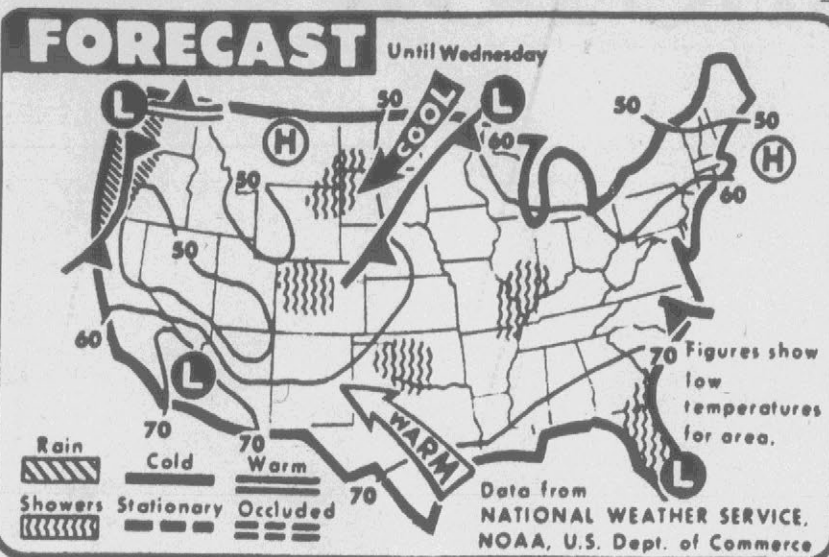 FORECAST
Until Wednesday
L
50
COOL
L
50
50
H
60
H
50
60
50
60
L
70
Figures show
low
temperatures
for area.
70
70
WARM
70
L
Rain
Cold
Warm
Showers
Stationary
Occluded
Data from
NATIONAL WEATHER SERVICE,
NOAA, U.S. Dept. of Commerce